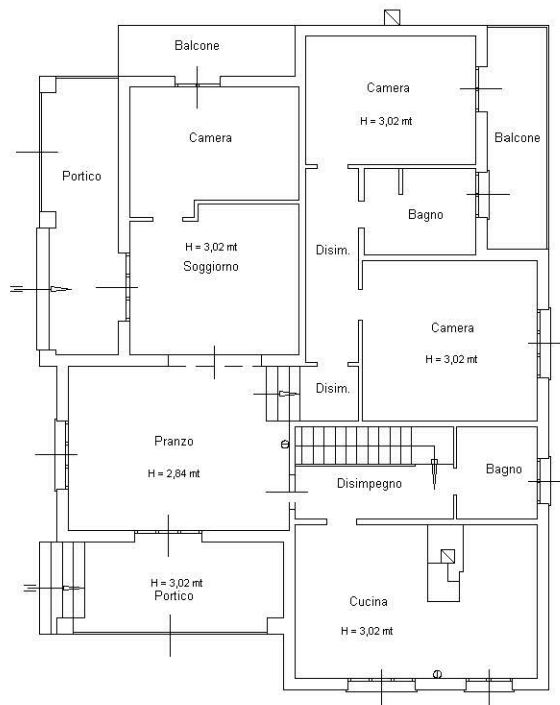 Balcone
Camera
H = 3,02 mt
Camera
Balcone
Portico
Bagno
H = 3,02 mt
Soggiorno
Disim.
Camera
H = 3,02 mt
Disim.
Pranzo
H = 2,84 mt
Bagno
Disimpegno
H = 3,02 mt
Portico
Cucina
H = 3,02 mt